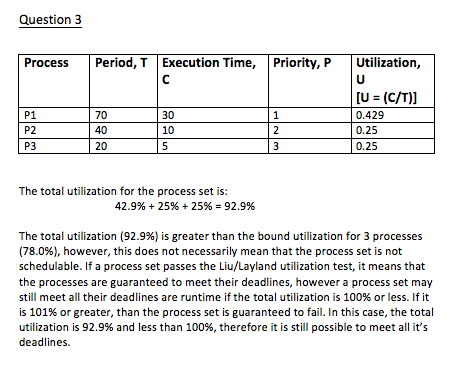 Question 3
Process Period, T Execution Time, C Priority, P Utilization, U [U = (C/T)]
P1 70 30 1 0.429
P2 40 10 2 0.25
P3 20 5 3 0.25
The total utilization for the process set is:
42.9% + 25% + 25% = 92.9%
The total utilization (92.9%) is greater than the bound utilization for 3 processes
(78.0%), however, this does not necessarily mean that the process set is not
schedulable. If a process set passes the Liu/Layland utilization test, it means that
the processes are guaranteed to meet their deadlines, however a process set may
still meet all their deadlines are runtime if the total utilization is 100% or less. If it
is 101% or greater, than the process set is guaranteed to fail. In this case, the total
utilization is 92.9% and less than 100%, therefore it is still possible to meet all it's
deadlines.